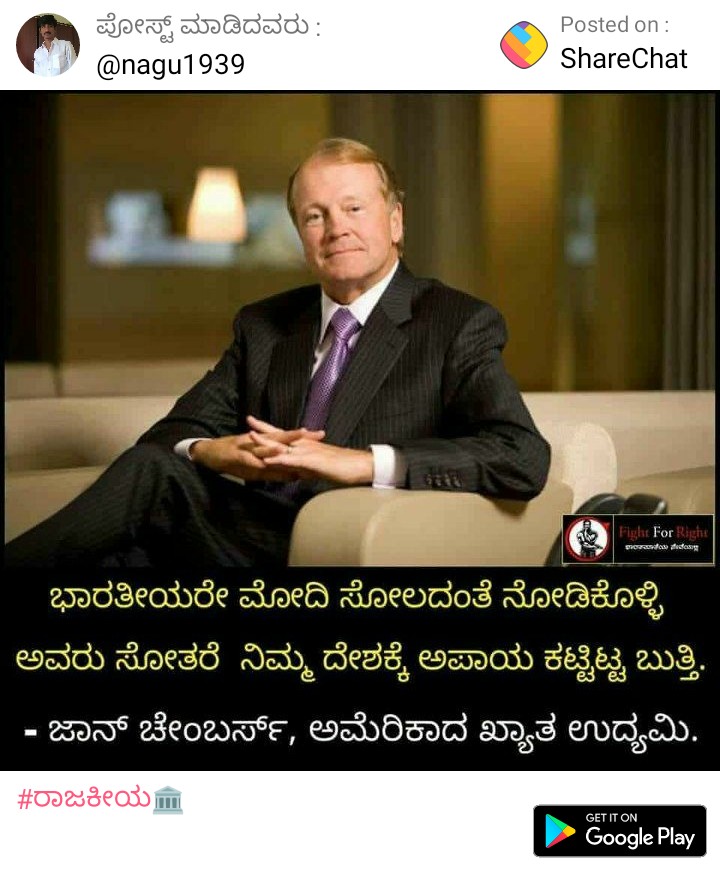 ಪೋಸ್ಟ್ ಮಾಡಿದವರು :
@nagu1939
Posted on :
ShareChat
Fight For Right
ಭಾರತೀಯರೇ ಮೋದಿ ಸೋಲದಂತೆ ನೋಡಿಕೊಳ್ಳಿ
ಅವರು ಸೋತರೆ ನಿಮ್ಮ ದೇಶಕ್ಕೆ ಅಪಾಯ ಕಟ್ಟಿಟ್ಟ ಬುತ್ತಿ.
- ಜಾನ್ ಚೇಂಬರ್ಸ್, ಅಮೆರಿಕಾದ ಖ್ಯಾತ ಉದ್ಯಮಿ.
#ರಾಜಕೀಯ🏛️
GET IT ON
Google Play